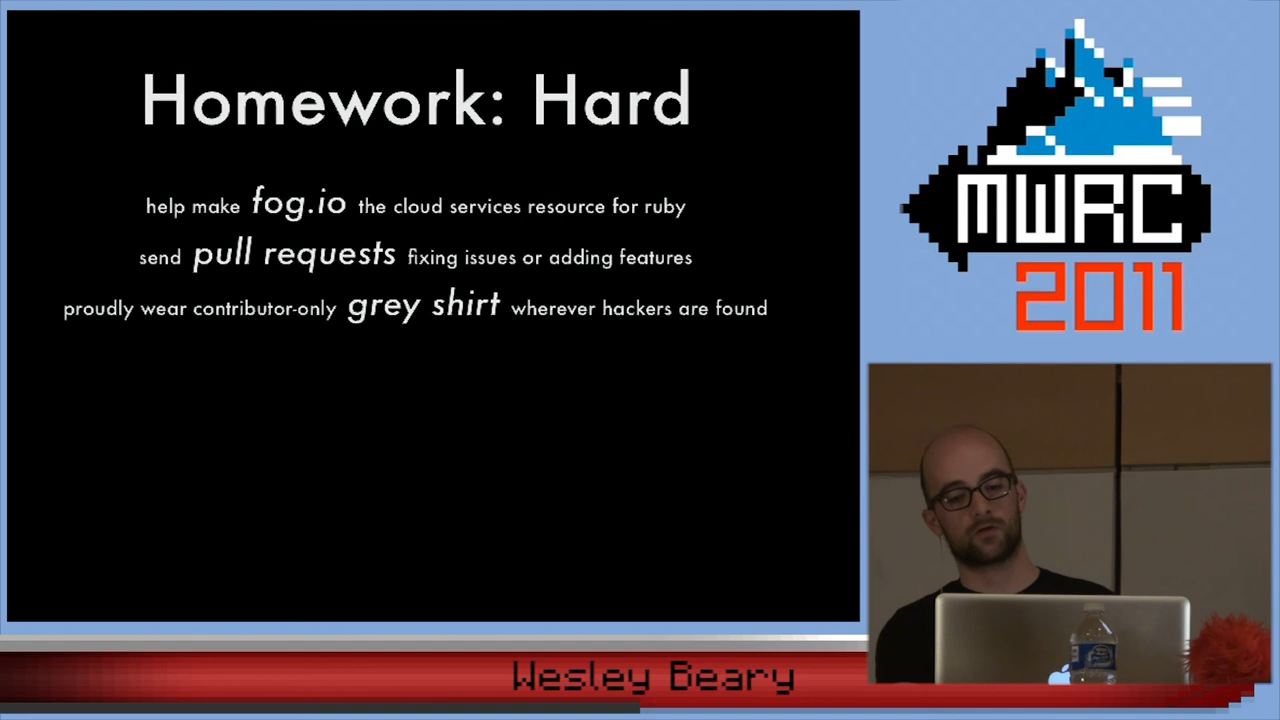 Homework: Hard
help make fog.io the cloud services resource for ruby
send pull requests fixing issues or adding features
proudly wear contributor-only grey shirt wherever hackers are found
MWRC
2011
Wesley Beary